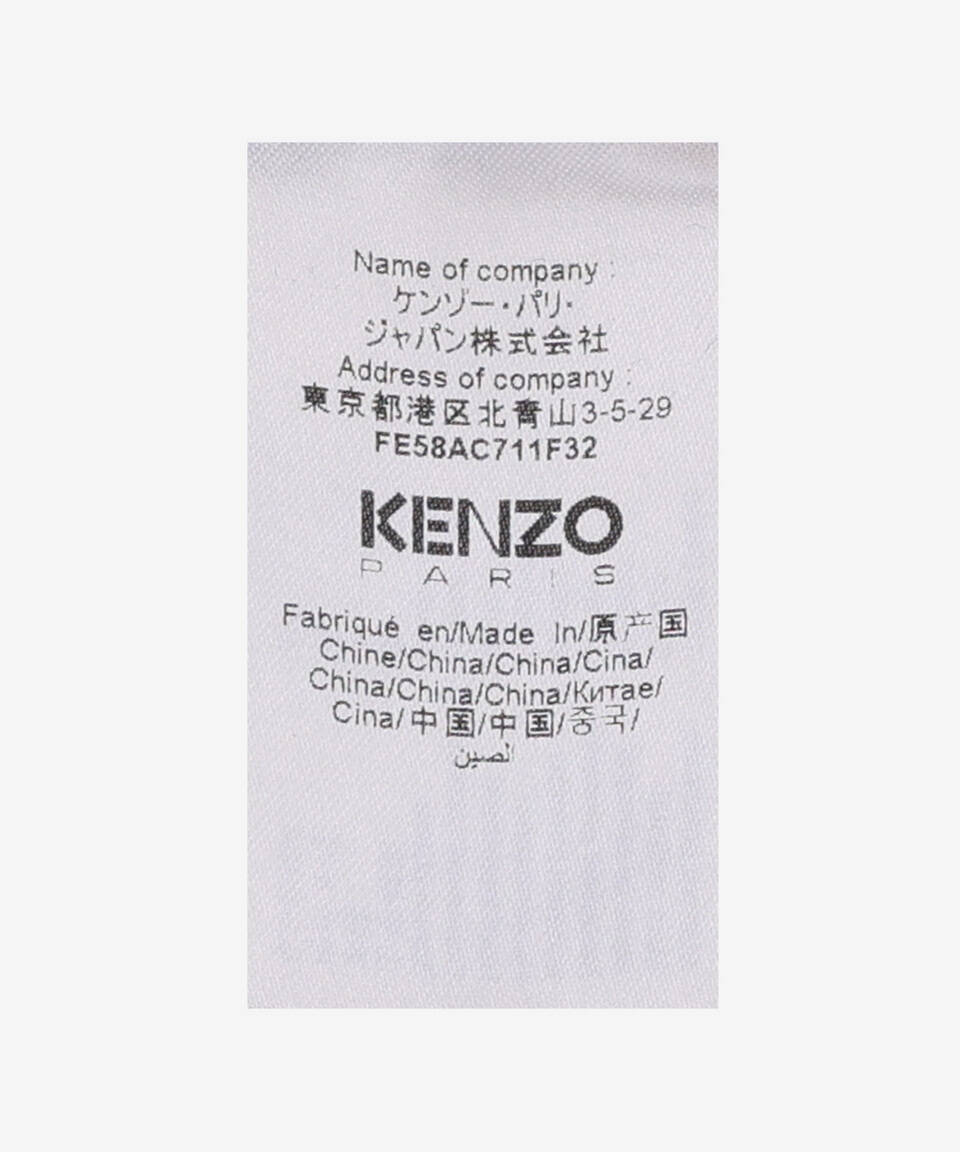 Name of company :
ケンゾー・パリ・
ジャパン株式会社
Address of company :
東京都港区北青山3-5-29
FE58AC711F32
KENZO
PARIS
Fabriqué en/Made In/原产国
Chine/China/China/Cina/
China/China/China/Китае/
Cina/中国/中国/중국/
الصين